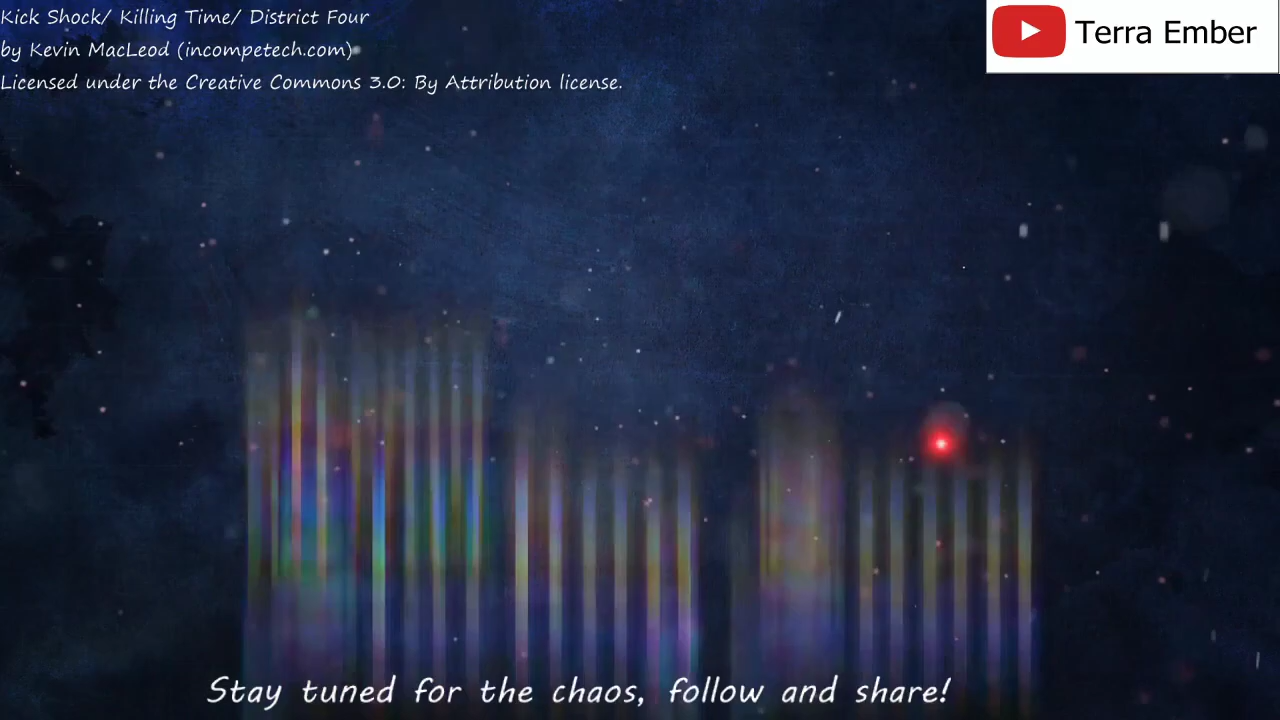 Kick Shock/ Killing Time/ District Four
by Kevin MacLeod (incompetech.com)
Licensed under the Creative Commons 3.0: By Attribution license.
Terra Ember
Stay tuned for the chaos, follow and share!